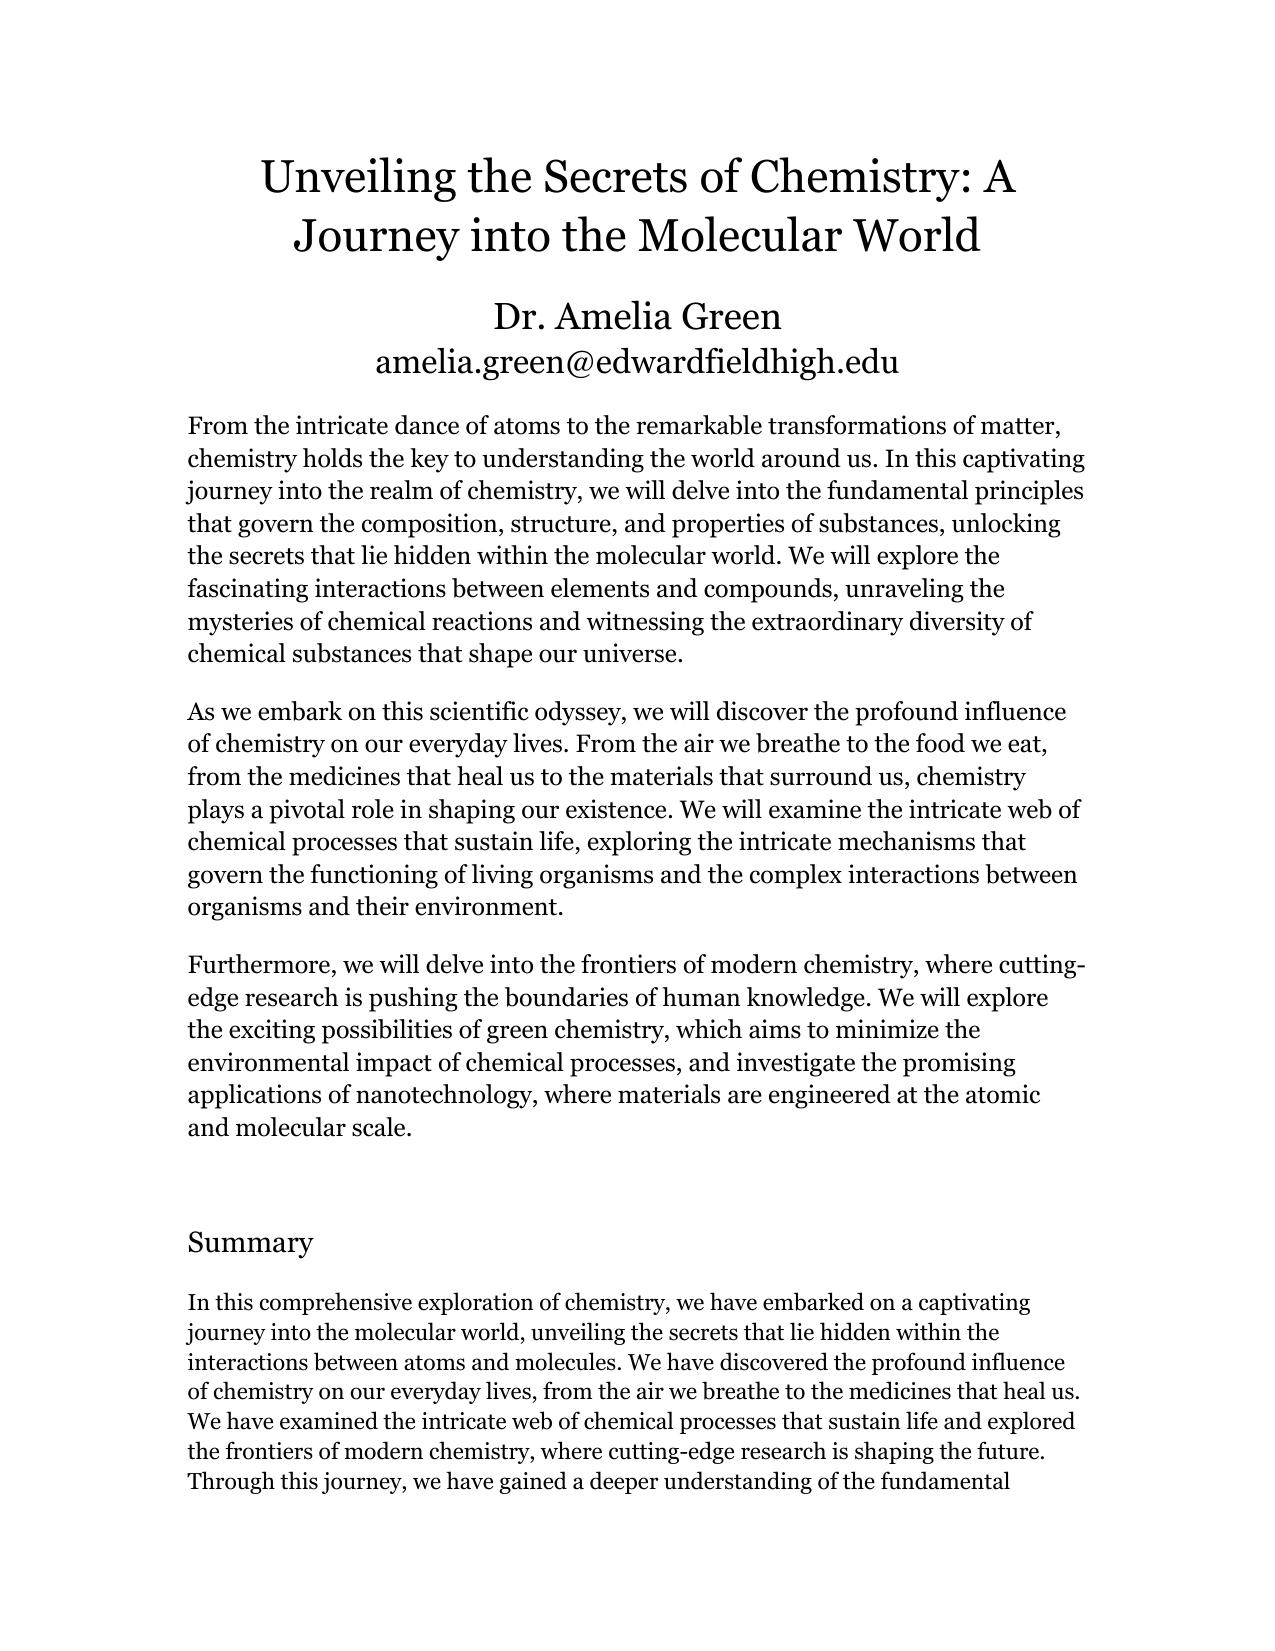 Unveiling the Secrets of Chemistry: A
Journey into the Molecular World
Dr. Amelia Green
amelia.green@edwardfieldhigh.edu
From the intricate dance of atoms to the remarkable transformations of matter,
chemistry holds the key to understanding the world around us. In this captivating
journey into the realm of chemistry, we will delve into the fundamental principles
that govern the composition, structure, and properties of substances, unlocking
the secrets that lie hidden within the molecular world. We will explore the
fascinating interactions between elements and compounds, unraveling the
mysteries of chemical reactions and witnessing the extraordinary diversity of
chemical substances that shape our universe.
As we embark on this scientific odyssey, we will discover the profound influence
of chemistry on our everyday lives. From the air we breathe to the food we eat,
from the medicines that heal us to the materials that surround us, chemistry
plays a pivotal role in shaping our existence. We will examine the intricate web of
chemical processes that sustain life, exploring the intricate mechanisms that
govern the functioning of living organisms and the complex interactions between
organisms and their environment.
Furthermore, we will delve into the frontiers of modern chemistry, where cutting-
edge research is pushing the boundaries of human knowledge. We will explore
the exciting possibilities of green chemistry, which aims to minimize the
environmental impact of chemical processes, and investigate the promising
applications of nanotechnology, where materials are engineered at the atomic
and molecular scale.
Summary
In this comprehensive exploration of chemistry, we have embarked on a captivating
journey into the molecular world, unveiling the secrets that lie hidden within the
interactions between atoms and molecules. We have discovered the profound influence
of chemistry on our everyday lives, from the air we breathe to the medicines that heal us.
We have examined the intricate web of chemical processes that sustain life and explored
the frontiers of modern chemistry, where cutting-edge research is shaping the future.
Through this journey, we have gained a deeper understanding of the fundamental